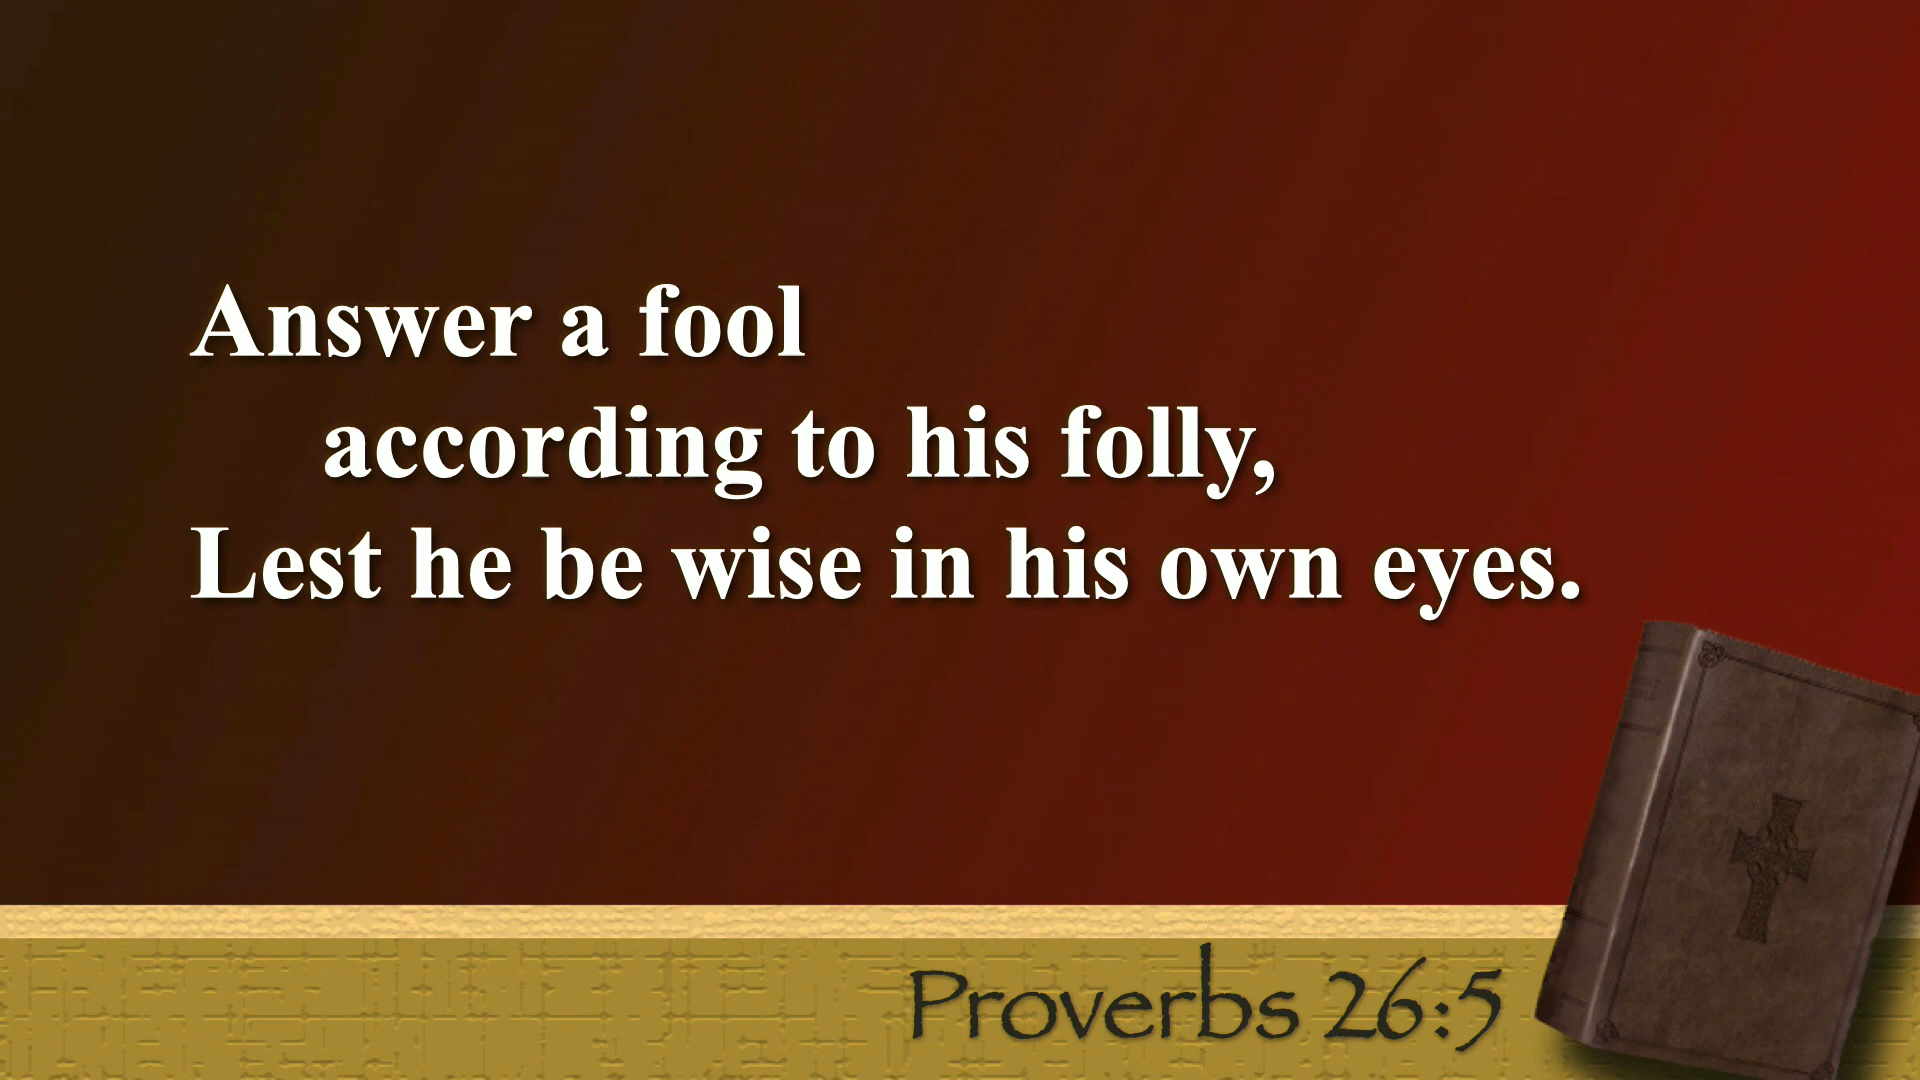 Answer a fool
according to his folly,
Lest he be wise in his own eyes.
Proverbs 26:5